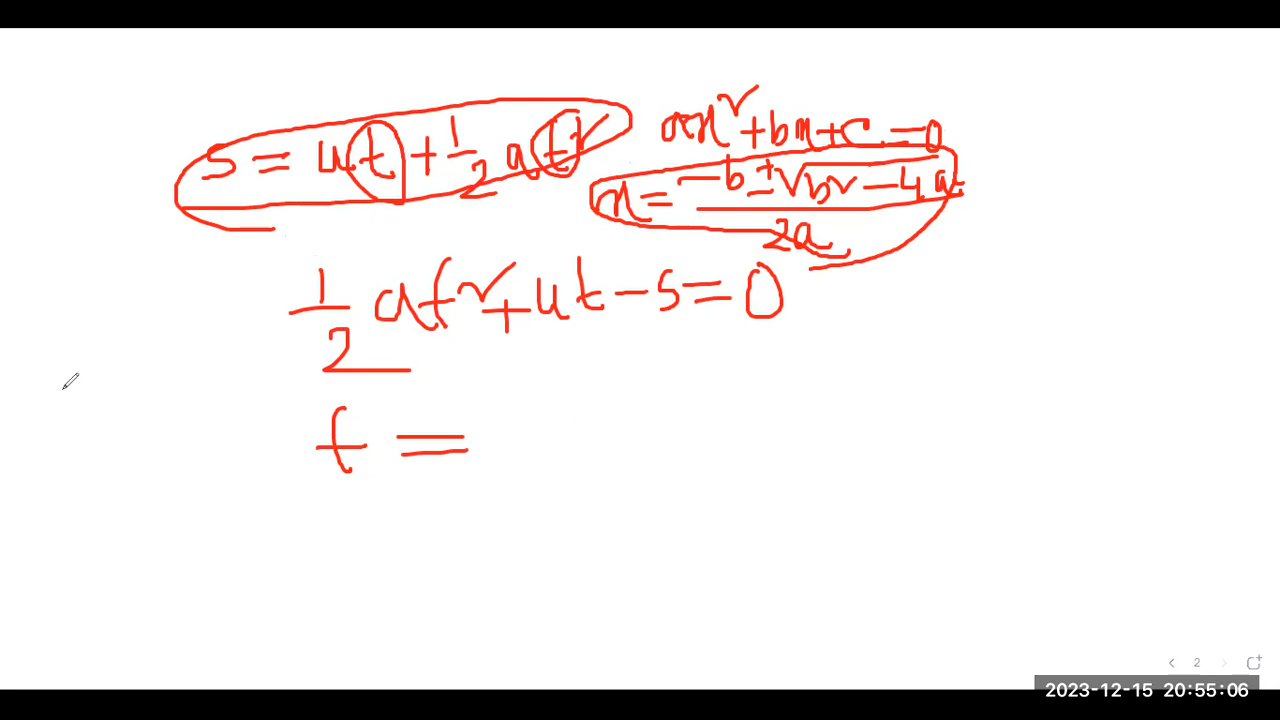 s = ut + 1/2 at²
ax² + bx + c = 0
x = -b ± √b² - 4a / 2a
1/2 at² + ut - s = 0
t =
2
2023-12-15 20:55:06